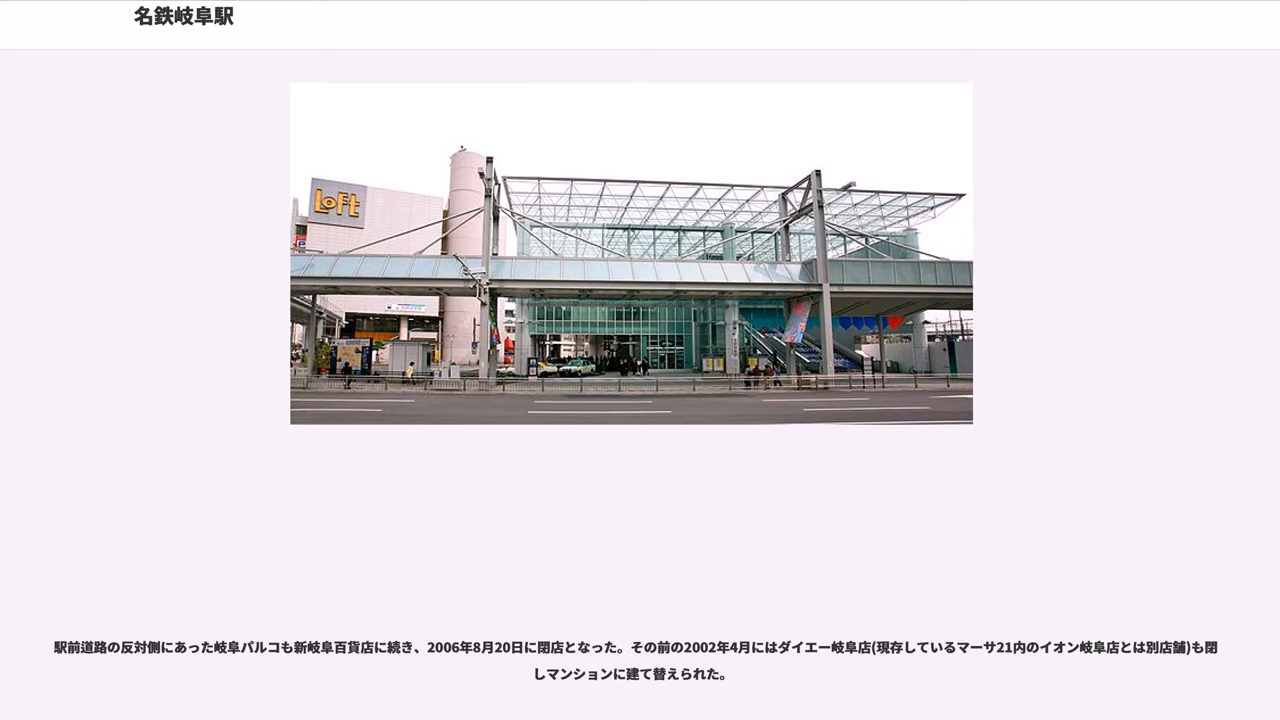 名鉄岐阜駅
LoFt
P
駅前道路の反対側にあった岐阜パルコも新岐阜百貨店に続き、2006年8月20日に閉店となった。その前の2002年4月にはダイエー岐阜店(現存しているマーサ21内のイオン岐阜店とは別店舗)も閉
しマンションに建て替えられた。